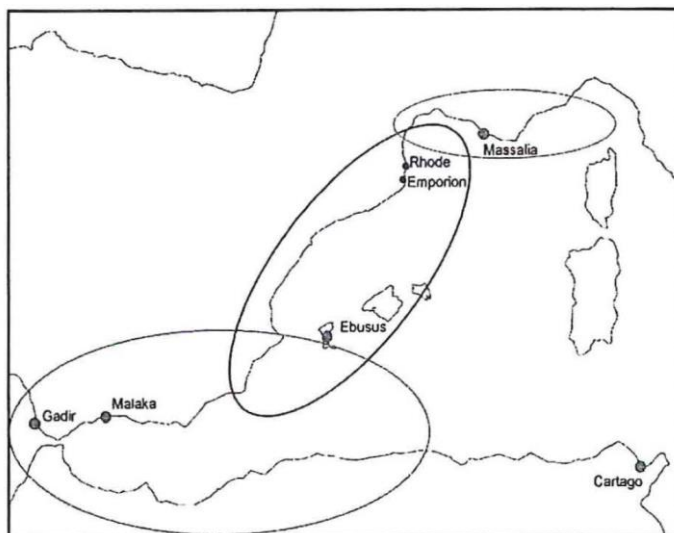 Massalia
Rhode
Emporion
Ebusus
Malaka
Gadir
Cartago